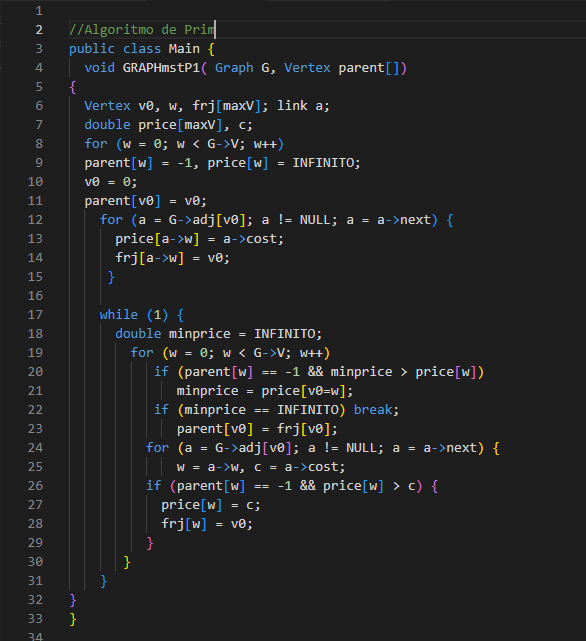 1
2 //Algoritmo de Prim
3 public class Main {
4 void GRAPHmstP1( Graph G, Vertex parent[])
5 {
6 Vertex v0, w, frj[maxV]; link a;
7 double price[maxV], c;
8 for (w = 0; w < G->V; w++)
9 parent[w] = -1, price[w] = INFINITO;
10 v0 = 0;
11 parent[v0] = v0;
12 for (a = G->adj[v0]; a != NULL; a = a->next) {
13 price[a->w] = a->cost;
14 frj[a->w] = v0;
15 }
16
17 while (1) {
18 double minprice = INFINITO;
19 for (w = 0; w < G->V; w++)
20 if (parent[w] == -1 && minprice > price[w])
21 minprice = price[v0=w];
22 if (minprice == INFINITO) break;
23 parent[v0] = frj[v0];
24 for (a = G->adj[v0]; a != NULL; a = a->next) {
25 w = a->w, c = a->cost;
26 if (parent[w] == -1 && price[w] > c) {
27 price[w] = c;
28 frj[w] = v0;
29 }
30 }
31 }
32 }
33 }
34